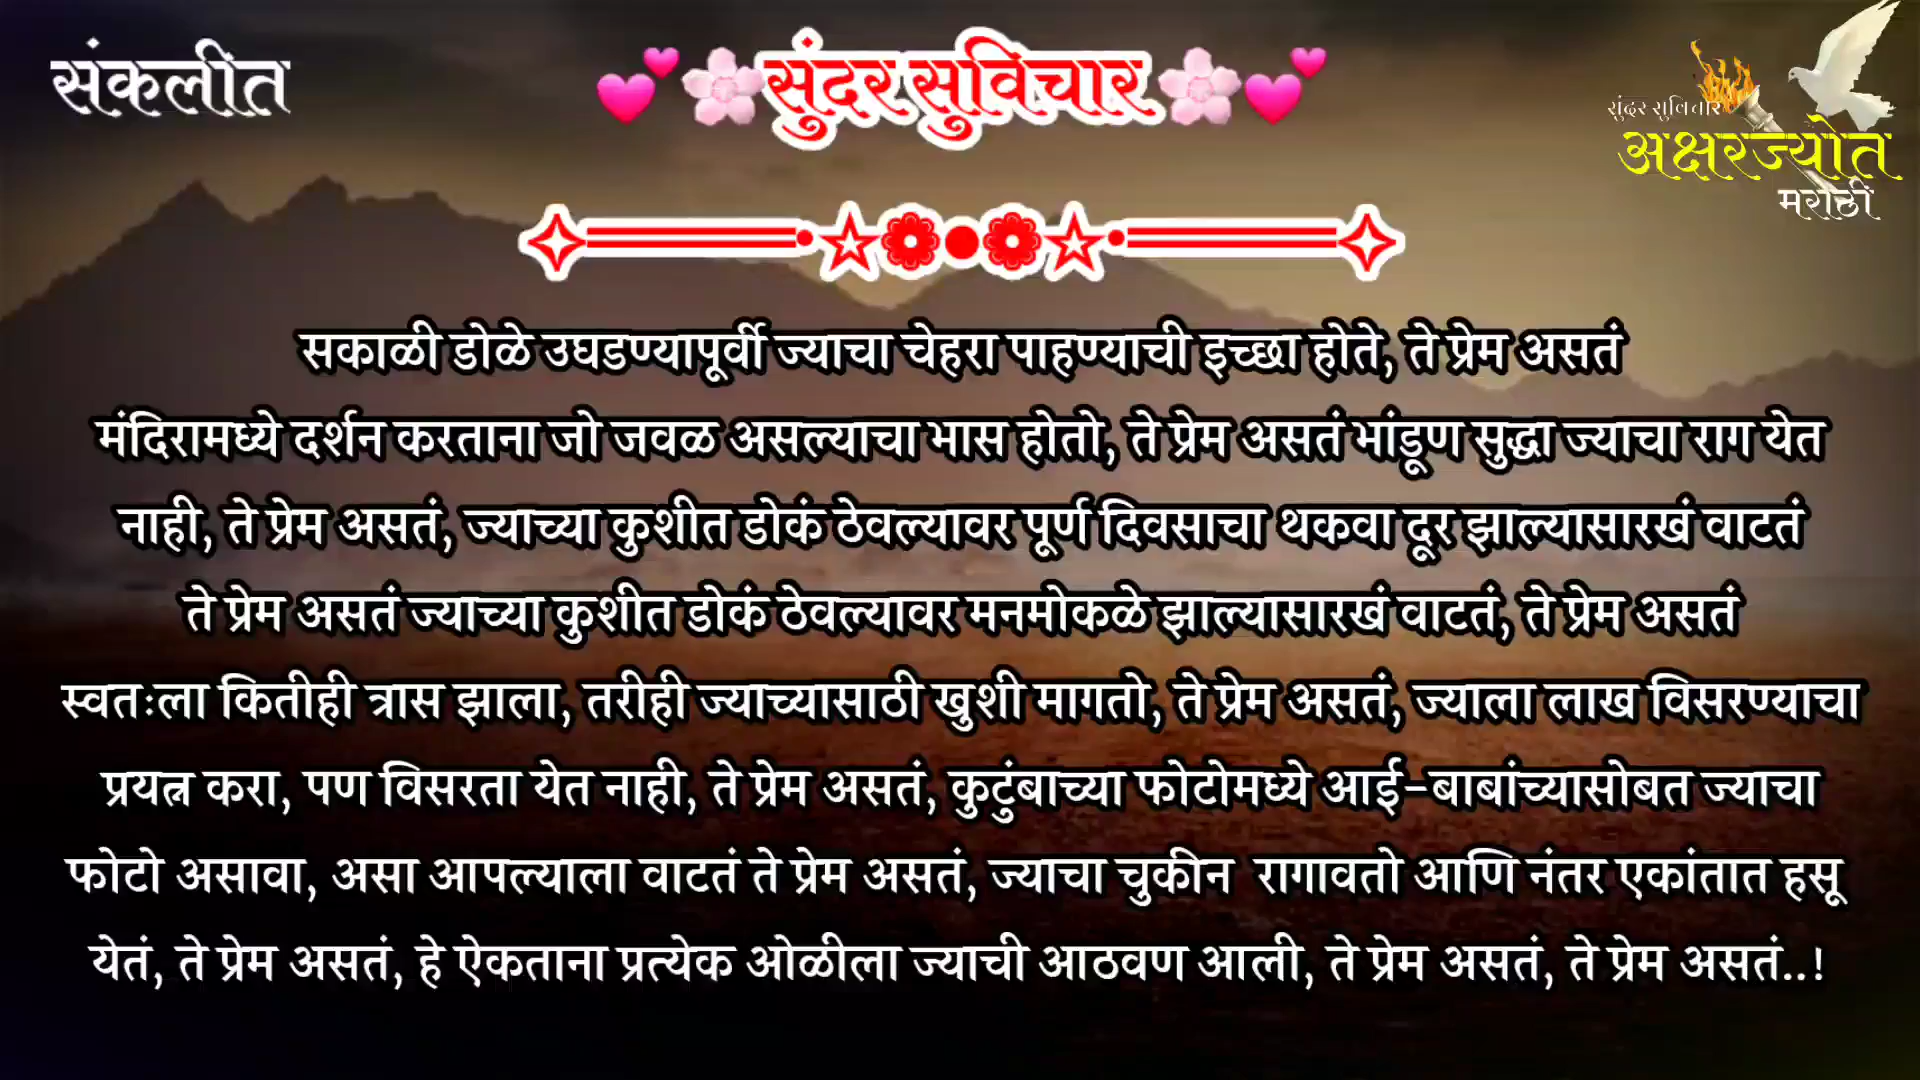 संकलीत
💕🌸सुंदर सुविचार🌸💕
सुंदर सुविचार
अक्षरज्योत
मराठी
सकाळी डोळे उघडण्यापूर्वी ज्याचा चेहरा पाहण्याची इच्छा होते, ते प्रेम असतं
मंदिरामध्ये दर्शन करताना जो जवळ असल्याचा भास होतो, ते प्रेम असतं भांडूण सुद्धा ज्याचा राग येत
नाही, ते प्रेम असतं, ज्याच्या कुशीत डोकं ठेवल्यावर पूर्ण दिवसाचा थकवा दूर झाल्यासारखं वाटतं
ते प्रेम असतं ज्याच्या कुशीत डोकं ठेवल्यावर मनमोकळे झाल्यासारखं वाटतं, ते प्रेम असतं
स्वतःला कितीही त्रास झाला, तरीही ज्याच्यासाठी खुशी मागतो, ते प्रेम असतं, ज्याला लाख विसरण्याचा
प्रयत्न करा, पण विसरता येत नाही, ते प्रेम असतं, कुटुंबाच्या फोटोमध्ये आई-बाबांच्यासोबत ज्याचा
फोटो असावा, असा आपल्याला वाटतं ते प्रेम असतं, ज्याचा चुकीन रागावतो आणि नंतर एकांतात हसू
येतं, ते प्रेम असतं, हे ऐकताना प्रत्येक ओळीला ज्याची आठवण आली, ते प्रेम असतं, ते प्रेम असतं..!